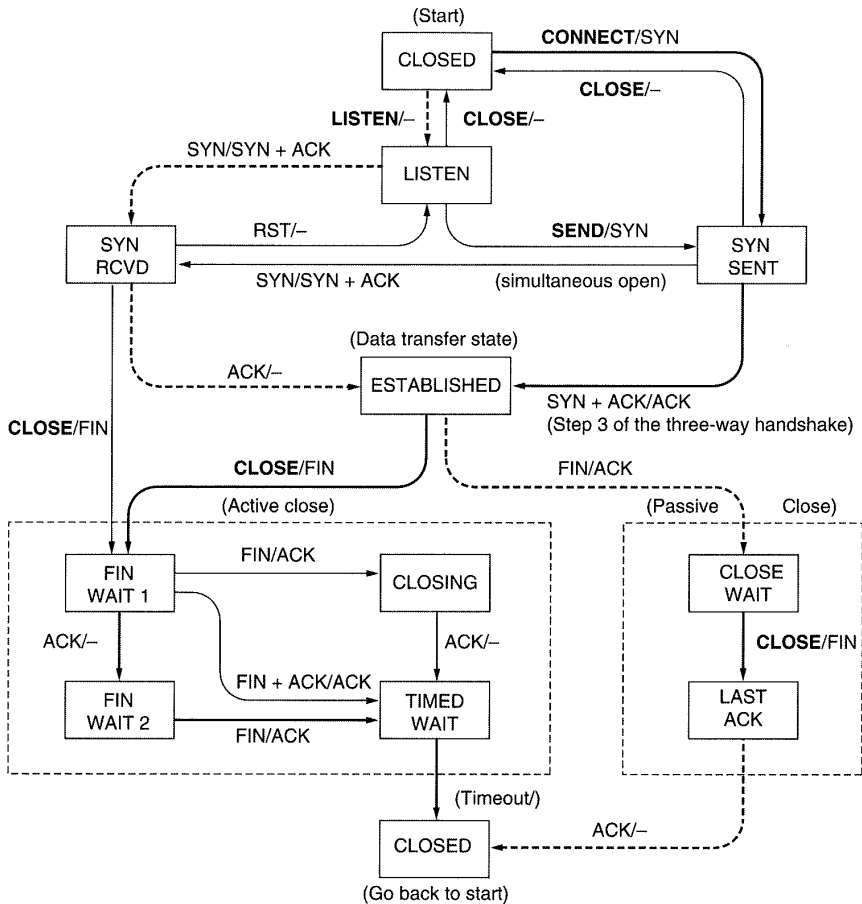 (Start)
CLOSED
CONNECT/SYN
CLOSE/–
LISTEN/–
CLOSE/–
SYN/SYN + ACK
LISTEN
SYN
RCVD
RST/–
SEND/SYN
SYN
SENT
SYN/SYN + ACK
(simultaneous open)
(Data transfer state)
ACK/–
ESTABLISHED
SYN + ACK/ACK
(Step 3 of the three-way handshake)
CLOSE/FIN
CLOSE/FIN
FIN/ACK
(Active close)
(Passive Close)
FIN
WAIT 1
FIN/ACK
CLOSING
CLOSE
WAIT
ACK/–
ACK/–
CLOSE/FIN
FIN + ACK/ACK
FIN
WAIT 2
FIN/ACK
TIMED
WAIT
LAST
ACK
(Timeout/)
CLOSED
ACK/–
(Go back to start)